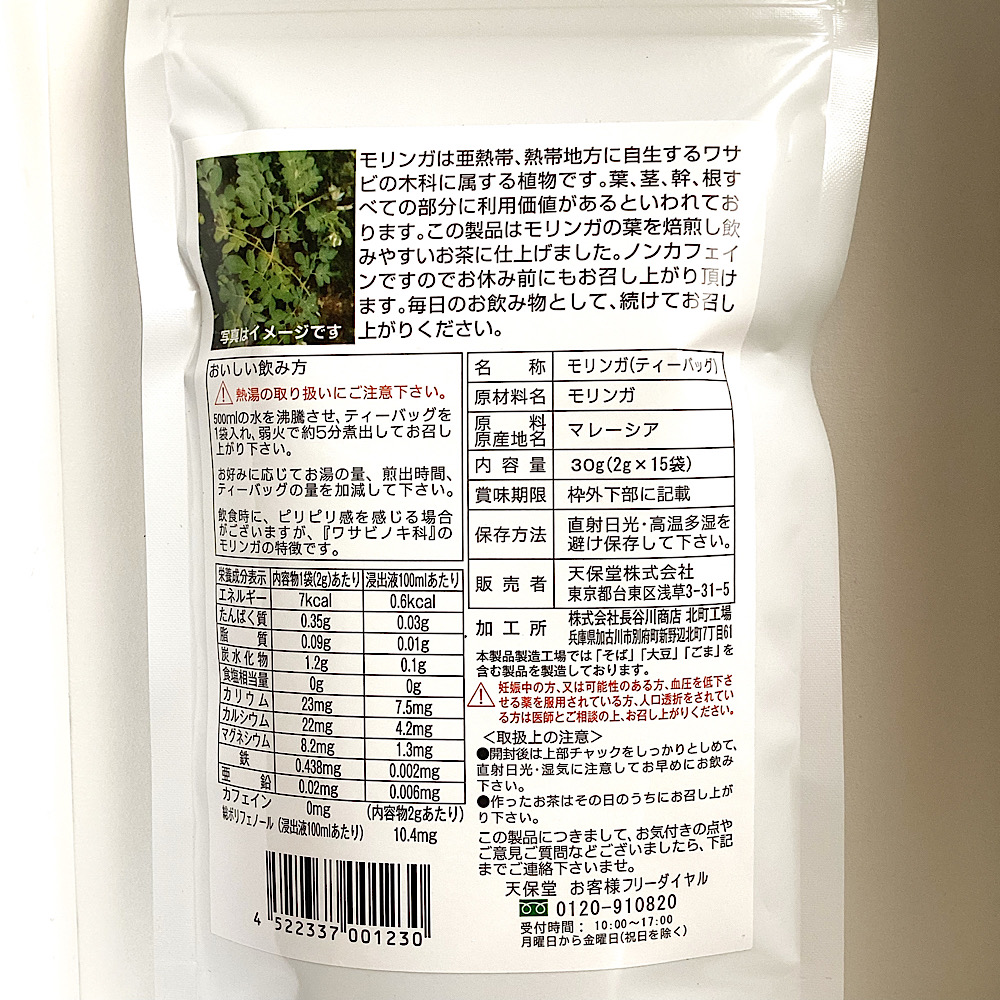 モリンガは亜熱帯、熱帯地方に自生するワサ
ビの木科に属する植物です。葉、茎、幹、根す
べての部分に利用価値があるといわれてお
ります。この製品はモリンガの葉を焙煎し飲
みやすいお茶に仕上げました。ノンカフェイ
ンですのでお休み前にもお召し上がり頂け
ます。毎日のお飲み物として、続けてお召し
上がりください。
写真はイメージです
おいしい飲み方
熱湯の取り扱いにご注意下さい。
500mlの水を沸騰させ、ティーバッグを
1袋入れ、弱火で約5分煮出してお召し
上がり下さい。
お好みに応じてお湯の量、煎出時間、
ティーバッグの量を加減して下さい。
飲食時に、ピリピリ感を感じる場合
がございますが、『ワサビノキ科』の
モリンガの特徴です。
栄養成分表示 内容物1袋(2g)あたり 浸出液100mlあたり
エネルギー 7kcal 0.6kcal
たんぱく質 0.35g 0.03g
脂質 0.09g 0.01g
炭水化物 1.2g 0.1g
食塩相当量 0g 0g
カリウム 23mg 7.5mg
カルシウム 22mg 4.2mg
マグネシウム 8.2mg 1.3mg
鉄 0.438mg 0.002mg
亜鉛 0.02mg 0.006mg
カフェイン 0mg (内容物2gあたり)
総ポリフェノール (浸出液100mlあたり) 10.4mg
4 522337 001230
名称 モリンガ(ティーバッグ)
原材料名 モリンガ
原料
原産地名 マレーシア
内容量 30g(2g×15袋)
賞味期限 枠外下部に記載
保存方法 直射日光・高温多湿を
避け保存して下さい。
販売者 天保堂株式会社
東京都台東区浅草3-31-5
加工所 株式会社長谷川商店 北町工場
兵庫県加古川市別府町新野辺北町7丁目61
本製品製造工場では「そば」「大豆」「ごま」を
含む製品を製造しております。
妊娠中の方、又は可能性のある方、血圧を低下さ
せる薬を服用されている方、人口透析をされてい
る方は医師とご相談の上、お召し上がりください。
<取扱上の注意>
●開封後は上部チャックをしっかりとしめて、
直射日光・湿気に注意してお早めにお飲み
下さい。
●作ったお茶はその日のうちにお召し上が
り下さい。
この製品につきまして、お気付きの点や
ご意見ご質問などございましたら、下記
までご連絡下さいませ。
天保堂 お客様フリーダイヤル
0120-910820
受付時間： 10:00～17:00
月曜日から金曜日(祝日を除く)